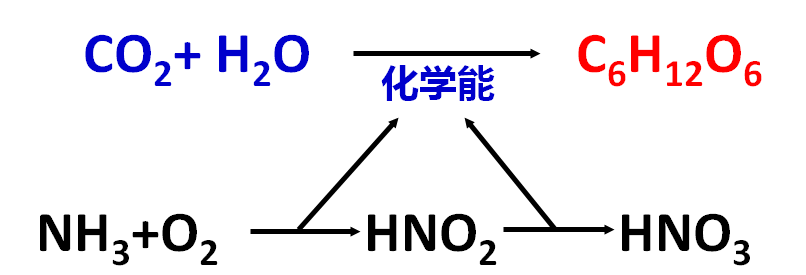 CO₂+ H₂O → C₆H₁₂O₆
化学能
NH₃+O₂ → HNO₂ → HNO₃